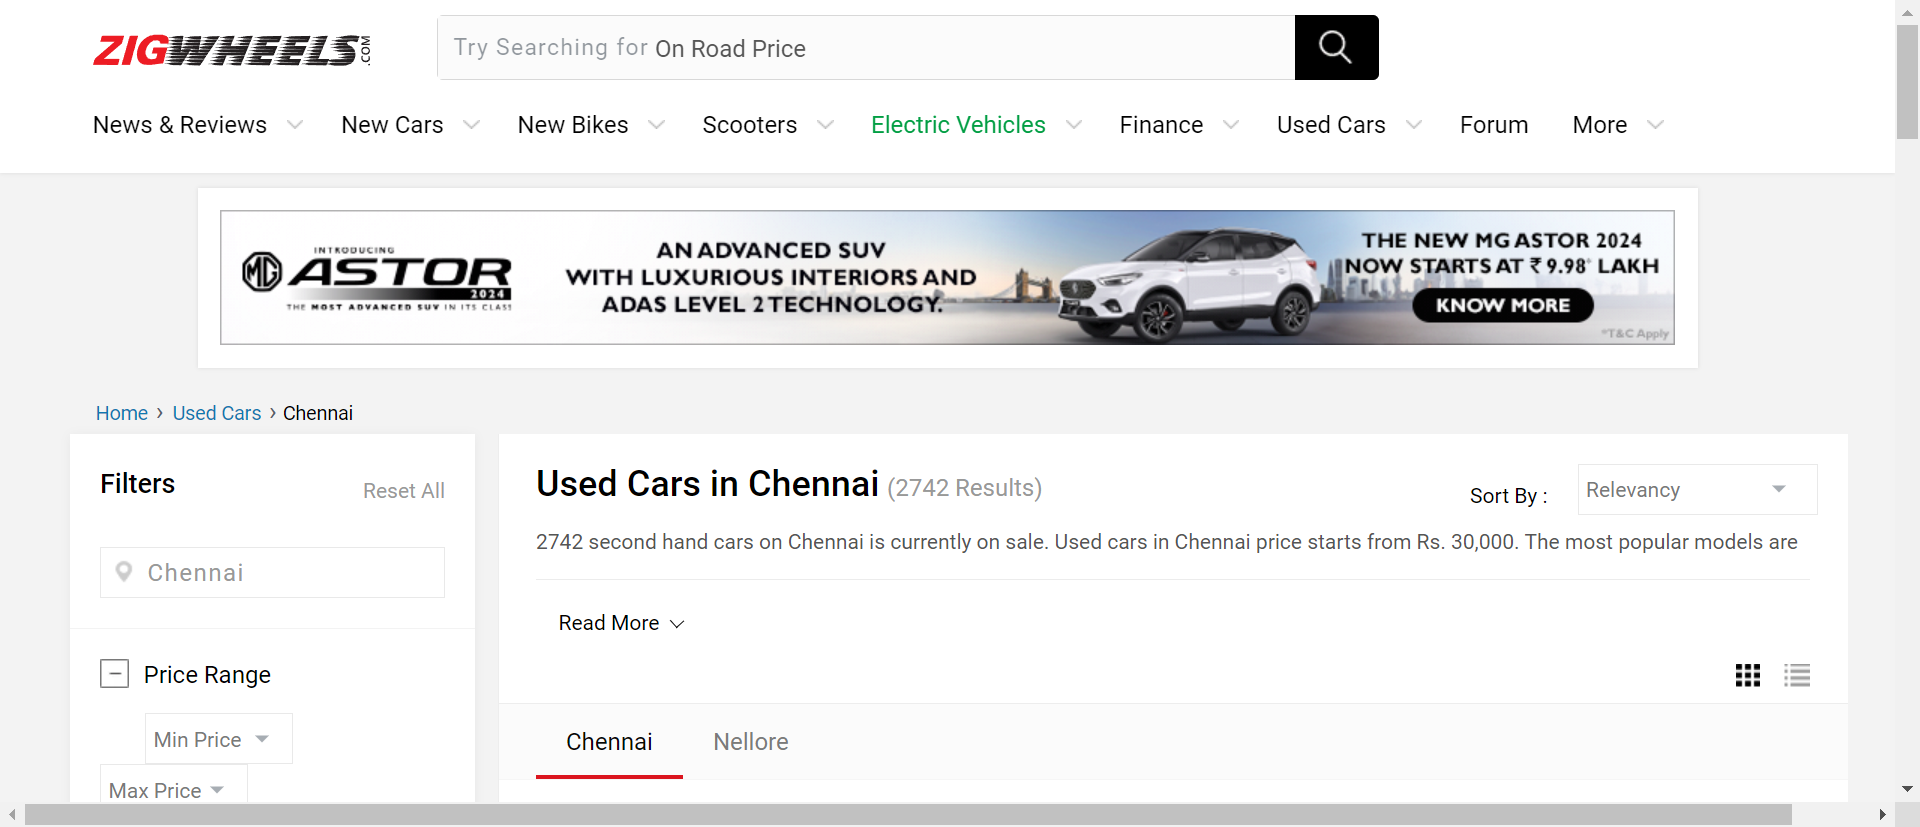 ZIGWHEELS.COM
Try Searching for On Road Price
News & Reviews New Cars New Bikes Scooters Electric Vehicles Finance Used Cars Forum More
INTRODUCING
MG ASTOR
2024
THE MOST ADVANCED SUV IN ITS CLASS
AN ADVANCED SUV
WITH LUXURIOUS INTERIORS AND
ADAS LEVEL 2 TECHNOLOGY.
THE NEW MG ASTOR 2024
NOW STARTS AT ₹ 9.98* LAKH
KNOW MORE
*T&C Apply
Home › Used Cars › Chennai
Filters
Reset All
Chennai
Price Range
Min Price
Max Price
Used Cars in Chennai (2742 Results)
Sort By : Relevancy
2742 second hand cars on Chennai is currently on sale. Used cars in Chennai price starts from Rs. 30,000. The most popular models are
Read More
Chennai Nellore